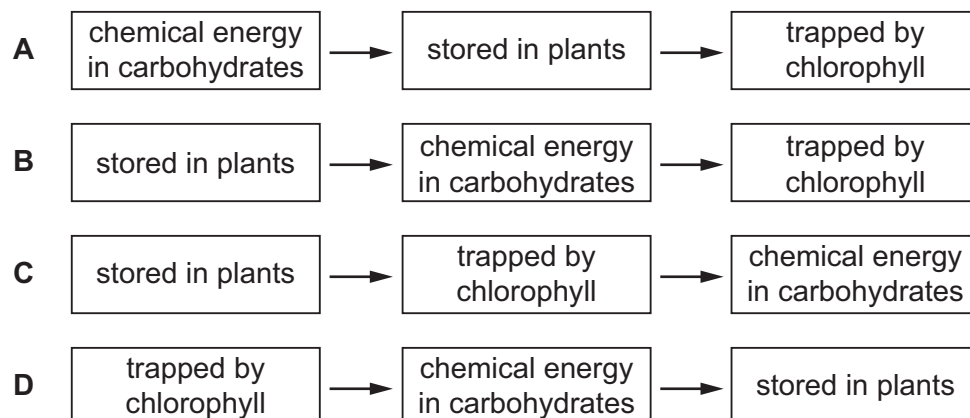 A
chemical energy
in carbohydrates
stored in plants
trapped by
chlorophyll
B
stored in plants
chemical energy
in carbohydrates
trapped by
chlorophyll
C
stored in plants
trapped by
chlorophyll
chemical energy
in carbohydrates
D
trapped by
chlorophyll
chemical energy
in carbohydrates
stored in plants